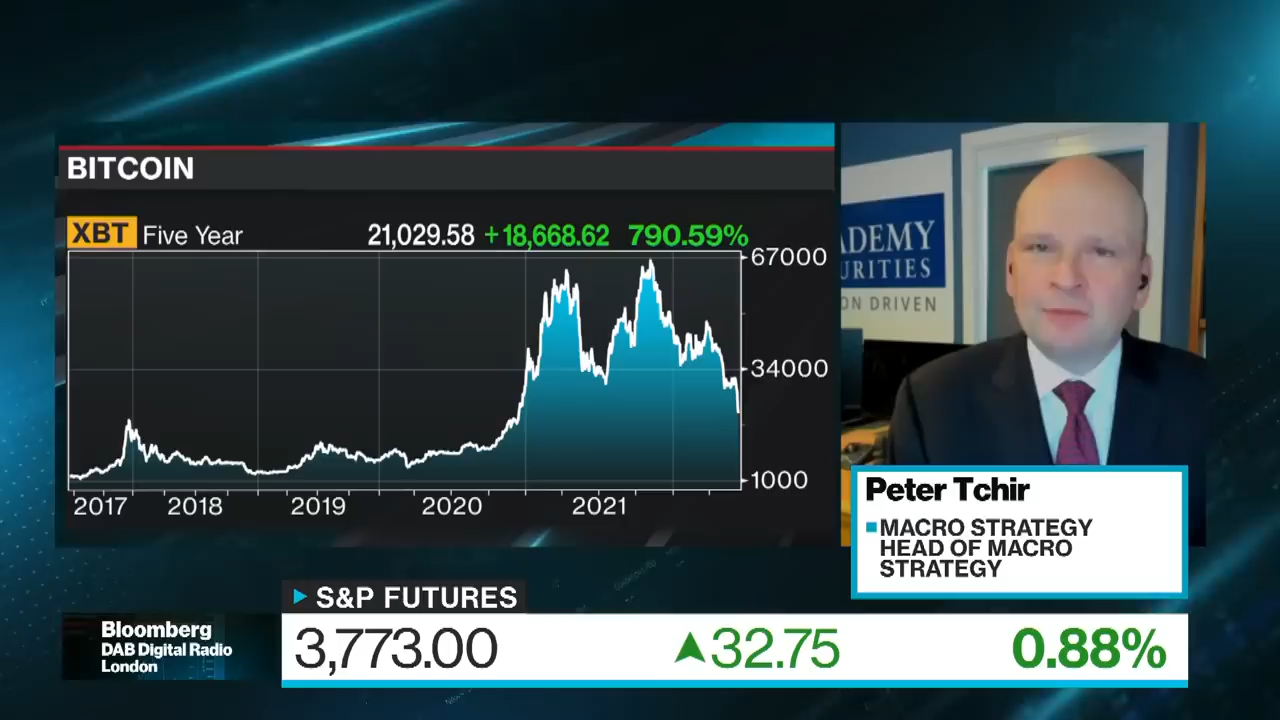 BITCOIN
XBT Five Year 21,029.58 +18,668.62 790.59%
67000
34000
1000
2017 2018 2019 2020 2021
ADEMY
URITIES
ON DRIVEN
Peter Tchir
MACRO STRATEGY
HEAD OF MACRO
STRATEGY
S&P FUTURES
3,773.00 32.75 0.88%
Bloomberg
DAB Digital Radio
London